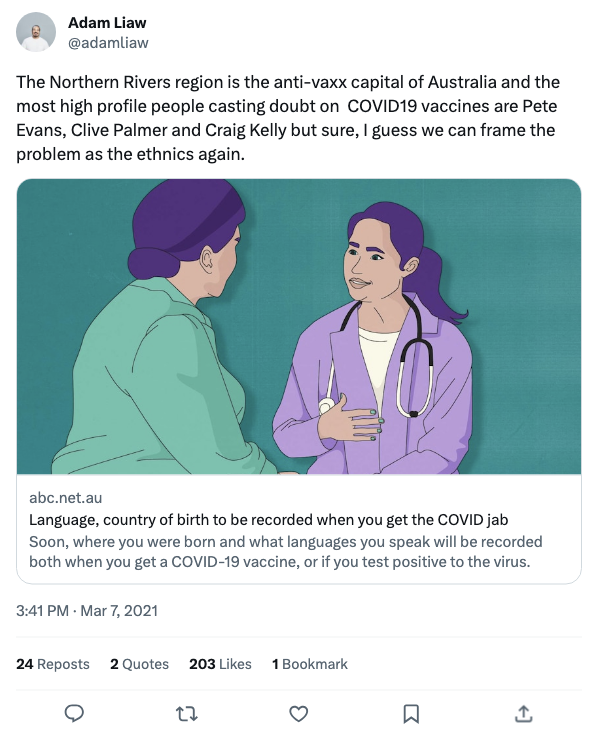 Adam Liaw
@adamliaw
The Northern Rivers region is the anti-vaxx capital of Australia and the
most high profile people casting doubt on  COVID19 vaccines are Pete
Evans, Clive Palmer and Craig Kelly but sure, I guess we can frame the
problem as the ethnics again.
abc.net.au
Language, country of birth to be recorded when you get the COVID jab
Soon, where you were born and what languages you speak will be recorded
both when you get a COVID-19 vaccine, or if you test positive to the virus.
3:41 PM · Mar 7, 2021
24 Reposts 2 Quotes 203 Likes 1 Bookmark